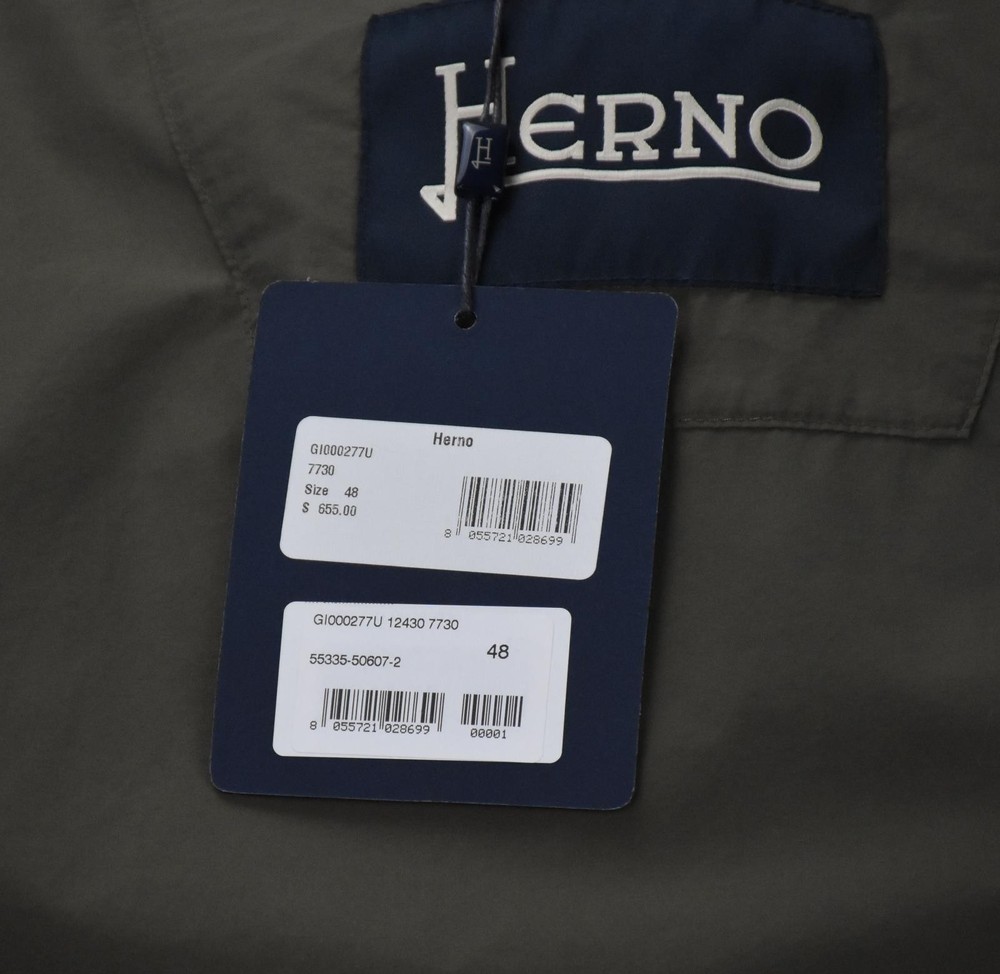 HERNO
H
Herno
GI000277U
7730
Size 48
$ 655.00
8 055721 028699
GI000277U 12430 7730
48
55335-50607-2
8 055721 028699
00001